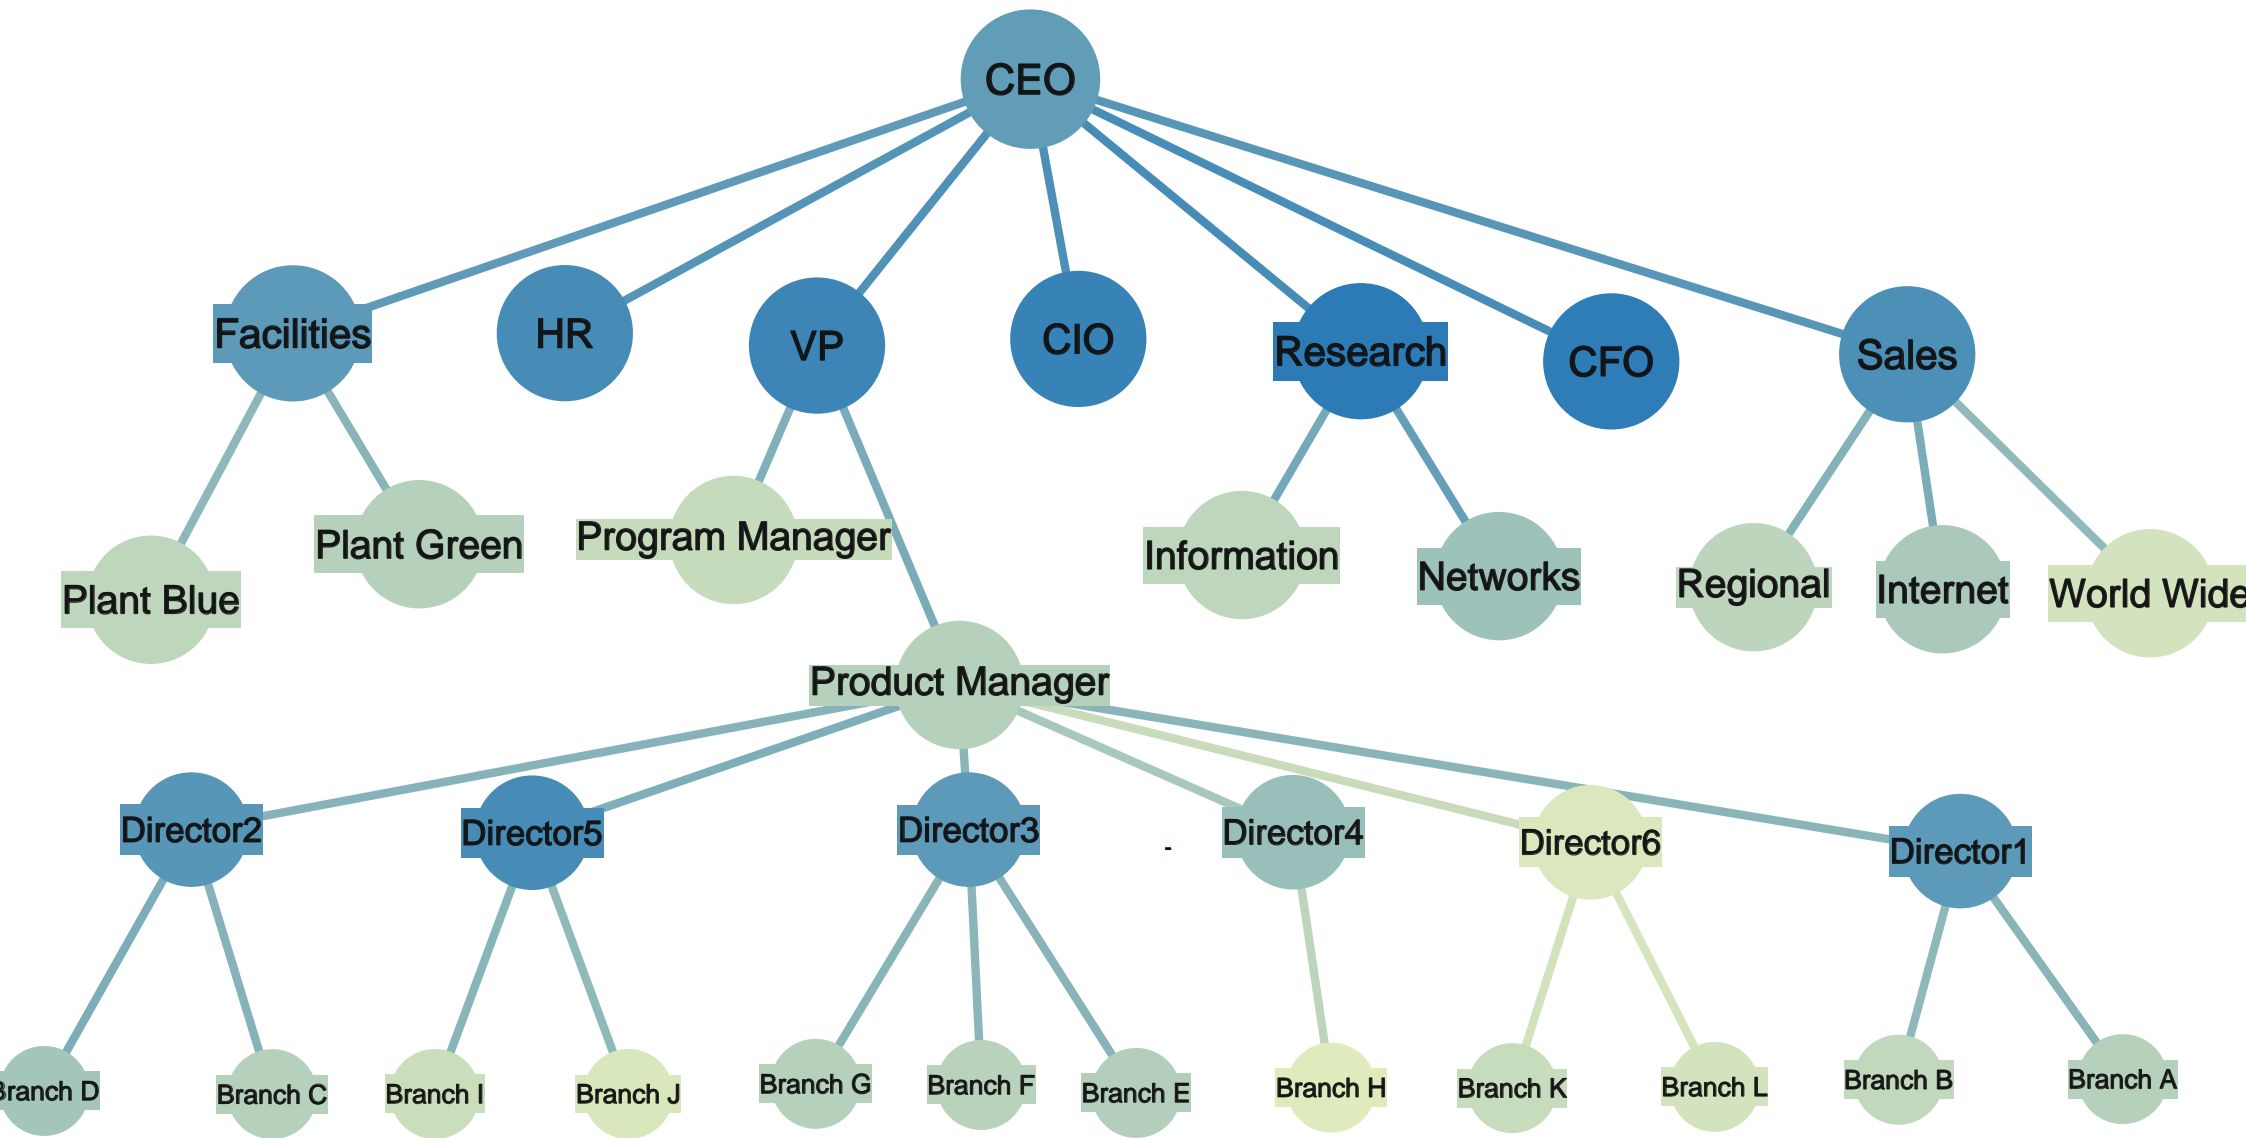 CEO
Facilities
HR
VP
CIO
Research
CFO
Sales
Plant Blue
Plant Green
Program Manager
Information
Networks
Regional
Internet
World Wide
Product Manager
Director2
Director5
Director3
-
Director4
Director6
Director1
Branch D
Branch C
Branch I
Branch J
Branch G
Branch F
Branch E
Branch H
Branch K
Branch L
Branch B
Branch A